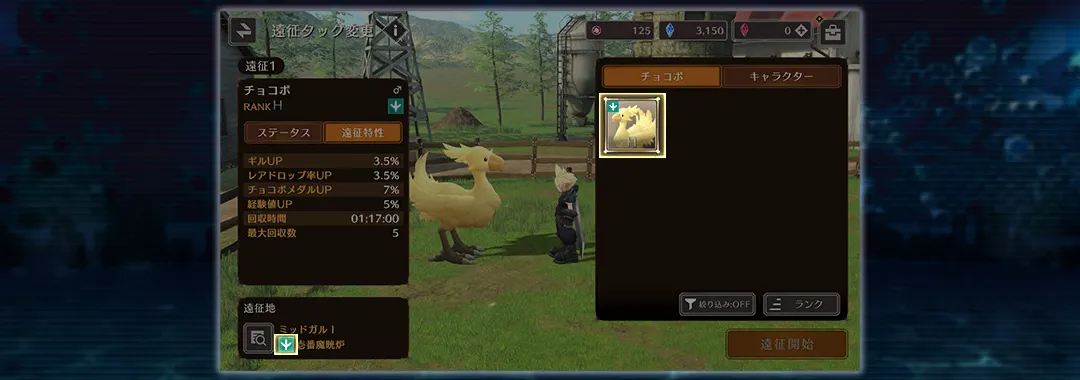 遠征タッグ変更
125
3,150
0
遠征1
チョコボ ♂
RANK H
ステータス
遠征特性
ギルUP 3.5%
レアドロップ率UP 3.5%
チョコボメダルUP 7%
経験値UP 5%
回収時間 01:17:00
最大回収数 5
遠征地
ミッドガル I
壱番魔晄炉
チョコボ
キャラクター
H
絞り込み:OFF
ランク
遠征開始